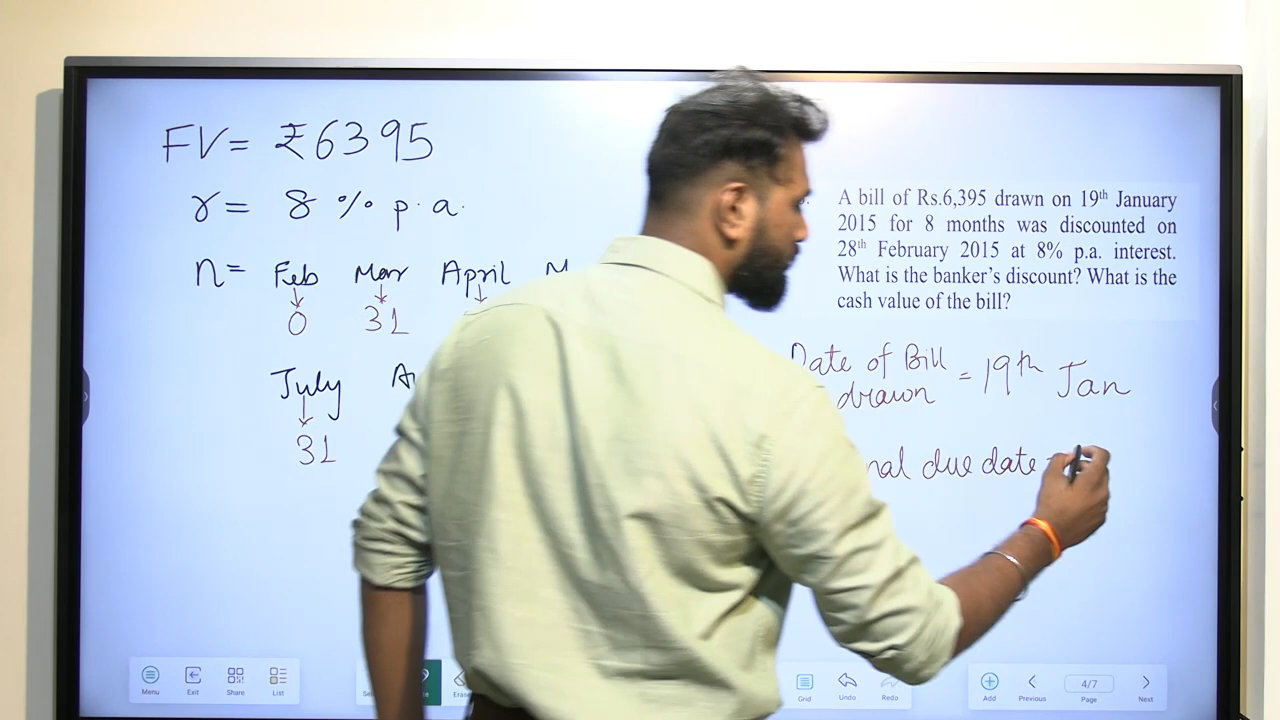 FV= ₹6395
r= 8 % p.a.
n= Feb Mar April
0 31
July
31
A bill of Rs.6,395 drawn on 19th January
2015 for 8 months was discounted on
28th February 2015 at 8% p.a. interest.
What is the banker's discount? What is the
cash value of the bill?
Date of Bill
drawn = 19th Jan
due date
Menu Exit Share List
Grid Undo Redo
Add Previous 4/7 Page Next